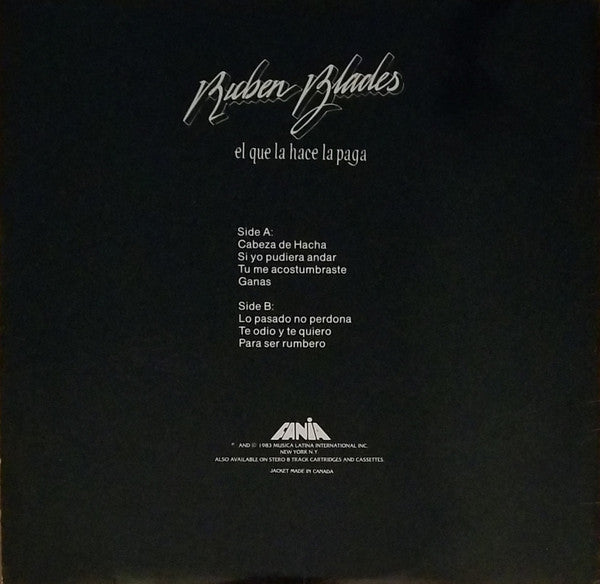 Ruben Blades
el que la hace la paga
Side A:
Cabeza de Hacha
Si yo pudiera andar
Tu me acostumbraste
Ganas
Side B:
Lo pasado no perdona
Te odio y te quiero
Para ser rumbero
FANIA
℗ AND © 1983 MUSICA LATINA INTERNATIONAL INC.
NEW YORK N.Y.
ALSO AVAILABLE ON STEREO 8 TRACK CARTRIDGES AND CASSETTES.
JACKET MADE IN CANADA